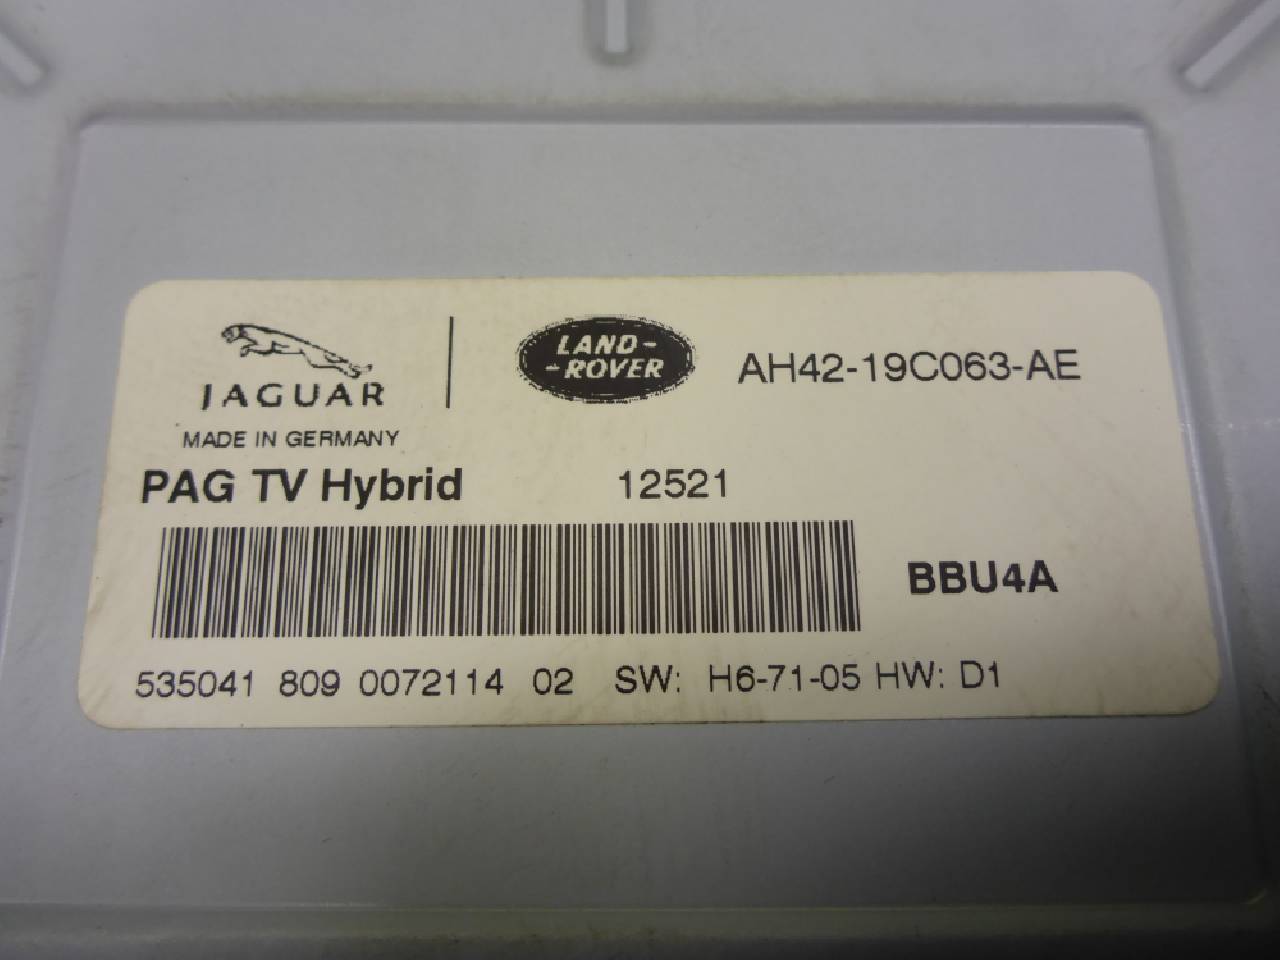 JAGUAR
LAND-
-ROVER
AH42-19C063-AE
MADE IN GERMANY
PAG TV Hybrid 12521
BBU4A
535041 809 0072114 02 SW: H6-71-05 HW: D1